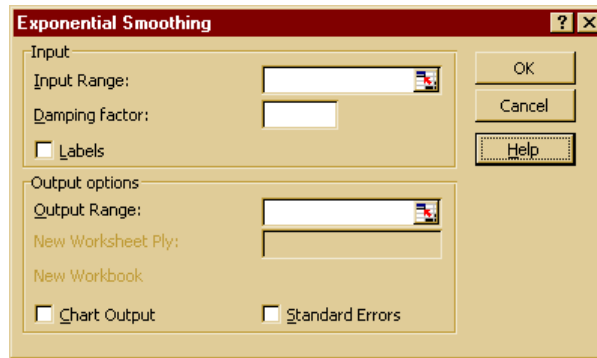 Exponential Smoothing
Input
Input Range:
Damping factor:
Labels
OK
Cancel
Help
Output options
Output Range:
New Worksheet Ply:
New Workbook
Chart Output
Standard Errors